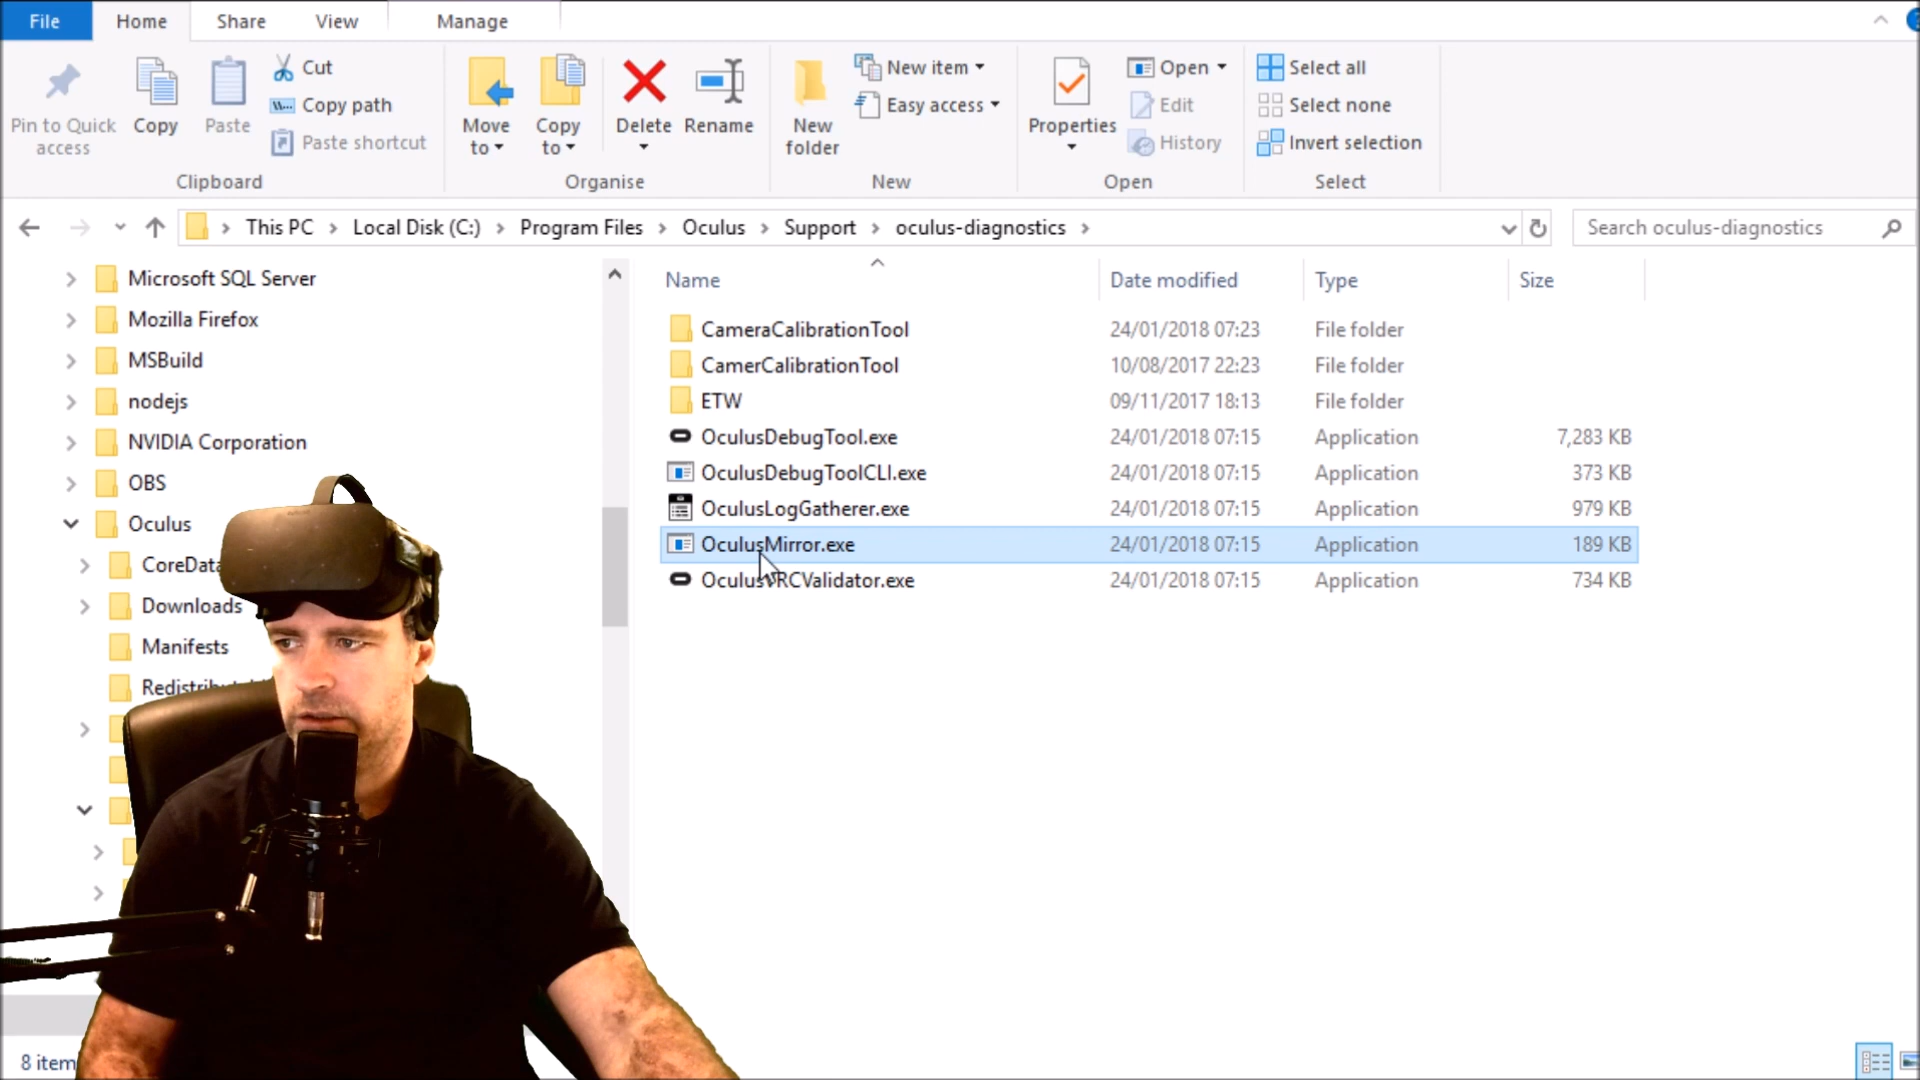 File Home Share View Manage
Pin to Quick access
Copy
Paste
Cut
Copy path
Paste shortcut
Clipboard
Move to
Copy to
Delete
Rename
Organise
New folder
New item
Easy access
New
Properties
Open
Edit
History
Open
Select all
Select none
Invert selection
Select
This PC > Local Disk (C:) > Program Files > Oculus > Support > oculus-diagnostics >
Search oculus-diagnostics
Microsoft SQL Server
Mozilla Firefox
MSBuild
nodejs
NVIDIA Corporation
OBS
Oculus
CoreData
Downloads
Manifests
Name Date modified Type Size
CameraCalibrationTool 24/01/2018 07:23 File folder
CamerCalibrationTool 10/08/2017 22:23 File folder
ETW 09/11/2017 18:13 File folder
OculusDebugTool.exe 24/01/2018 07:15 Application 7,283 KB
OculusDebugToolCLI.exe 24/01/2018 07:15 Application 373 KB
OculusLogGatherer.exe 24/01/2018 07:15 Application 979 KB
OculusMirror.exe 24/01/2018 07:15 Application 189 KB
OculusVRCValidator.exe 24/01/2018 07:15 Application 734 KB
8 item